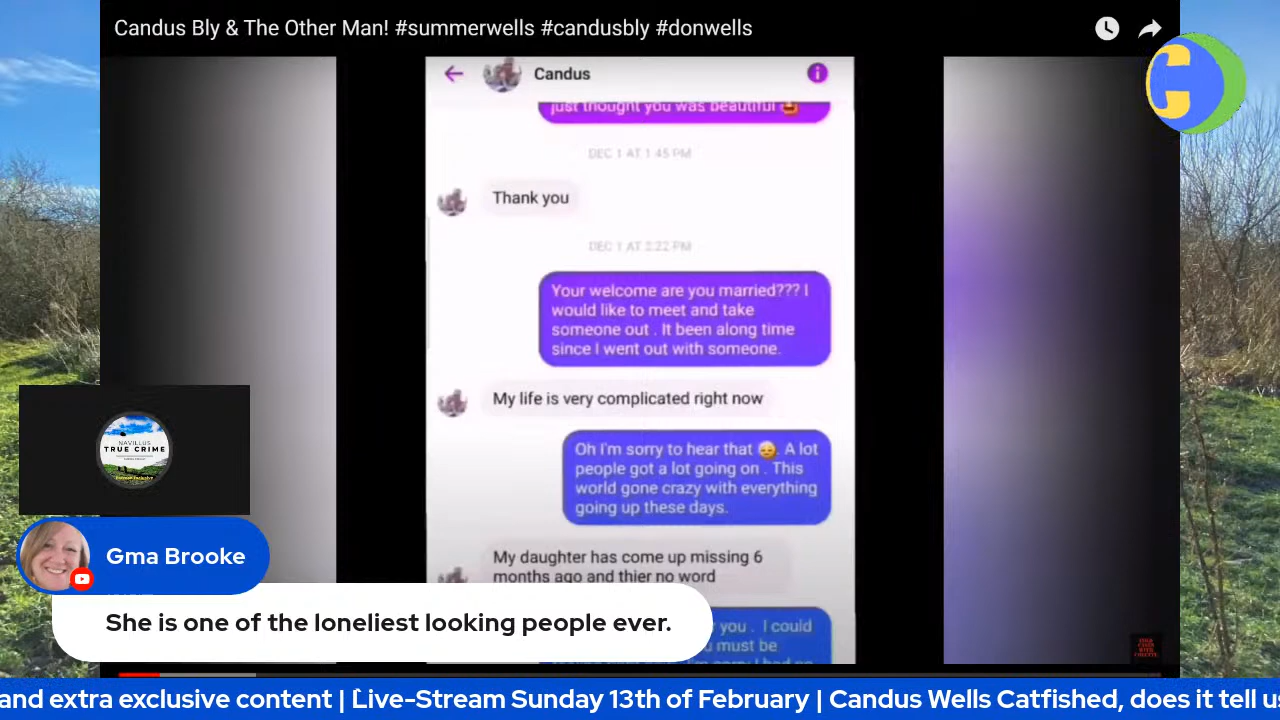 Candus Bly & The Other Man! #summerwells #candusbly #donwells
C
Candus
just thought you was beautiful
DEC 1 AT 1:45 PM
Thank you
DEC 1 AT 2:22 PM
Your welcome are you married??? I
would like to meet and take
someone out . It been along time
since I went out with someone.
My life is very complicated right now
Oh I'm sorry to hear that 😔. A lot
people got a lot going on . This
world gone crazy with everything
going up these days.
My daughter has come up missing 6
months ago and thier no word
you . I could
must be
NAVILLUS
TRUE CRIME
Gma Brooke
She is one of the loneliest looking people ever.
and extra exclusive content | Live-Stream Sunday 13th of February | Candus Wells Catfished, does it tell us